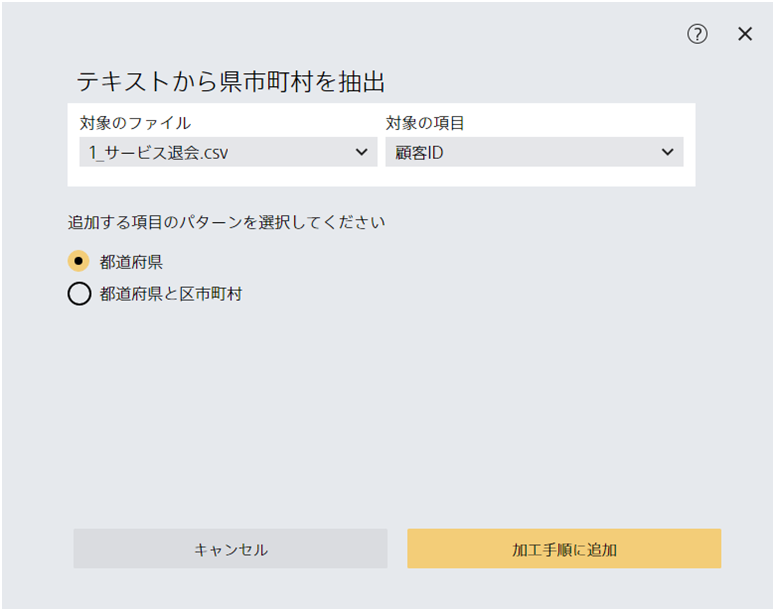 テキストから県市町村を抽出
対象のファイル
対象の項目
1_サービス退会.csv
顧客ID
追加する項目のパターンを選択してください
都道府県
都道府県と区市町村
キャンセル
加工手順に追加